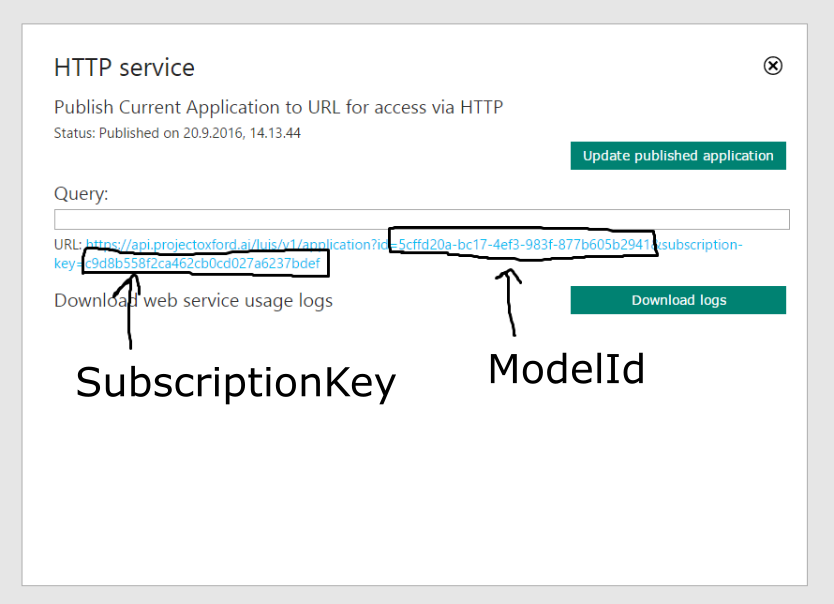 HTTP service
Publish Current Application to URL for access via HTTP
Status: Published on 20.9.2016, 14.13.44
Update published application
Query:
URL: https://api.projectoxford.ai/luis/v1/application?id=5cffd20a-bc17-4ef3-983f-877b605b2941&subscription-
key=c9d8b558f2ca462cb0cd027a6237bdef
Download web service usage logs
Download logs
SubscriptionKey
ModelId